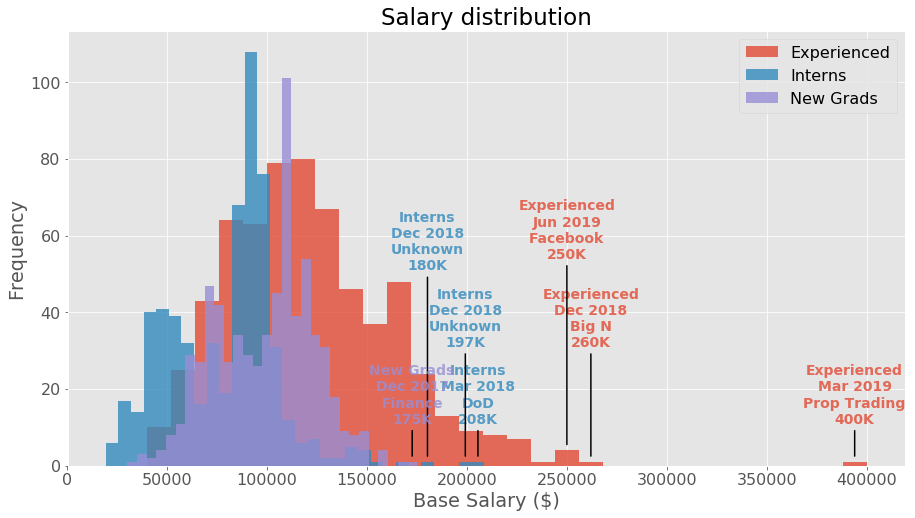 Salary distribution
Experienced
Interns
New Grads
Frequency
100
80
60
40
20
0
Experienced
Jun 2019
Facebook
250K
Interns
Dec 2018
Unknown
180K
Interns
Dec 2018
Unknown
197K
Experienced
Dec 2018
Big N
260K
New Grads
Dec 2017
Finance
175K
Interns
Mar 2018
DoD
208K
Experienced
Mar 2019
Prop Trading
400K
0
50000
100000
150000
200000
250000
300000
350000
400000
Base Salary ($)